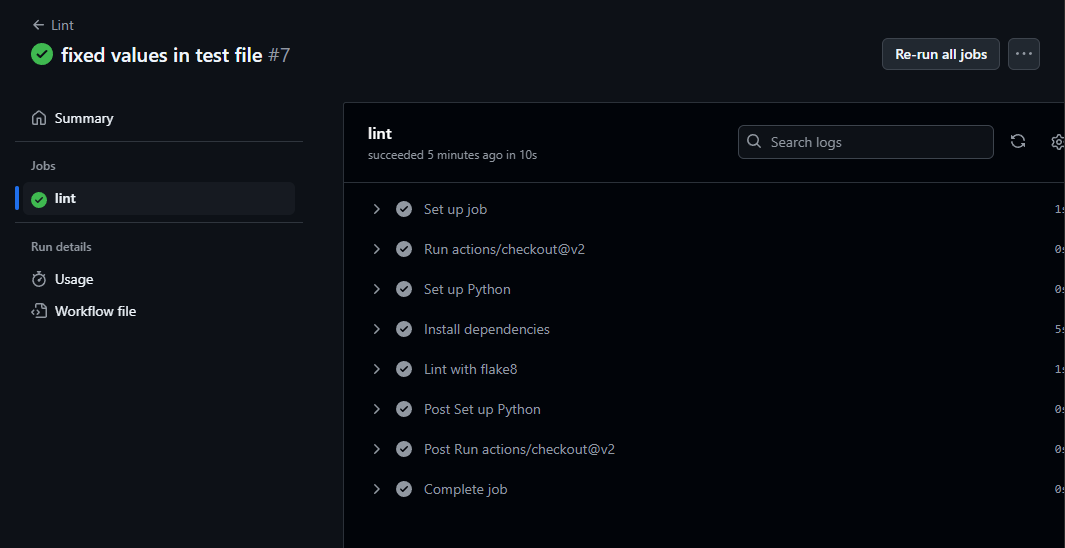 Lint
fixed values in test file #7
Re-run all jobs
Summary
Jobs
lint
Run details
Usage
Workflow file
lint
succeeded 5 minutes ago in 10s
Search logs
Set up job 1s
Run actions/checkout@v2 0s
Set up Python 0s
Install dependencies 5s
Lint with flake8 1s
Post Set up Python 0s
Post Run actions/checkout@v2 0s
Complete job 0s